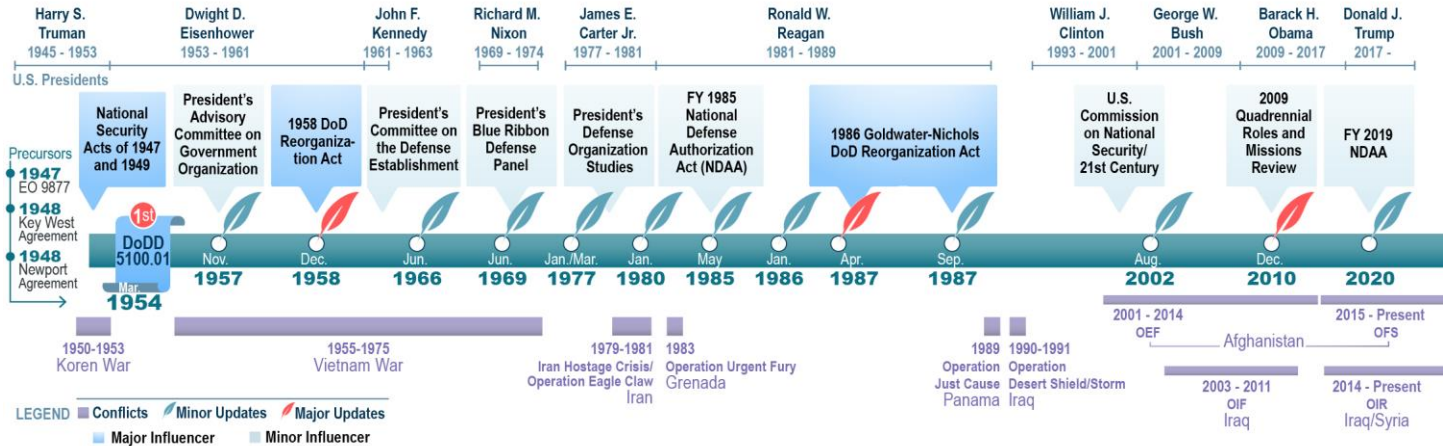 Harry S.
Truman
1945 - 1953
Dwight D.
Eisenhower
1953 - 1961
John F.
Kennedy
1961 - 1963
Richard M.
Nixon
1969 - 1974
James E.
Carter Jr.
1977 - 1981
Ronald W.
Reagan
1981 - 1989
William J.
Clinton
1993 - 2001
George W.
Bush
2001 - 2009
Barack H.
Obama
2009 - 2017
Donald J.
Trump
2017 -
U.S. Presidents
National
Security
Acts of 1947
and 1949
President's
Advisory
Committee on
Government
Organization
1958 DoD
Reorganiza-
tion Act
President's
Committee on
the Defense
Establishment
President's
Blue Ribbon
Defense
Panel
President's
Defense
Organization
Studies
FY 1985
National
Defense
Authorization
Act (NDAA)
1986 Goldwater-Nichols
DoD Reorganization Act
U.S.
Commission
on National
Security/
21st Century
2009
Quadrennial
Roles and
Missions
Review
FY 2019
NDAA
Precursors
1947
EO 9877
1948
Key West
Agreement
1948
Newport
Agreement
1st
DoDD
5100.01
Mar.
1954
Nov.
1957
Dec.
1958
Jun.
1966
Jun.
1969
Jan./Mar.
1977
Jan.
1980
May
1985
Jan.
1986
Apr.
1987
Sep.
1987
Aug.
2002
Dec.
2010
2020
1950-1953
Koren War
1955-1975
Vietnam War
1979-1981
Iran Hostage Crisis/
Operation Eagle Claw
Iran
1983
Operation Urgent Fury
Grenada
1989
Operation
Just Cause
Panama
1990-1991
Operation
Desert Shield/Storm
Iraq
2001 - 2014
OEF
Afghanistan
2015 - Present
OFS
2003 - 2011
OIF
Iraq
2014 - Present
OIR
Iraq/Syria
LEGEND
Conflicts
Minor Updates
Major Updates
Major Influencer
Minor Influencer